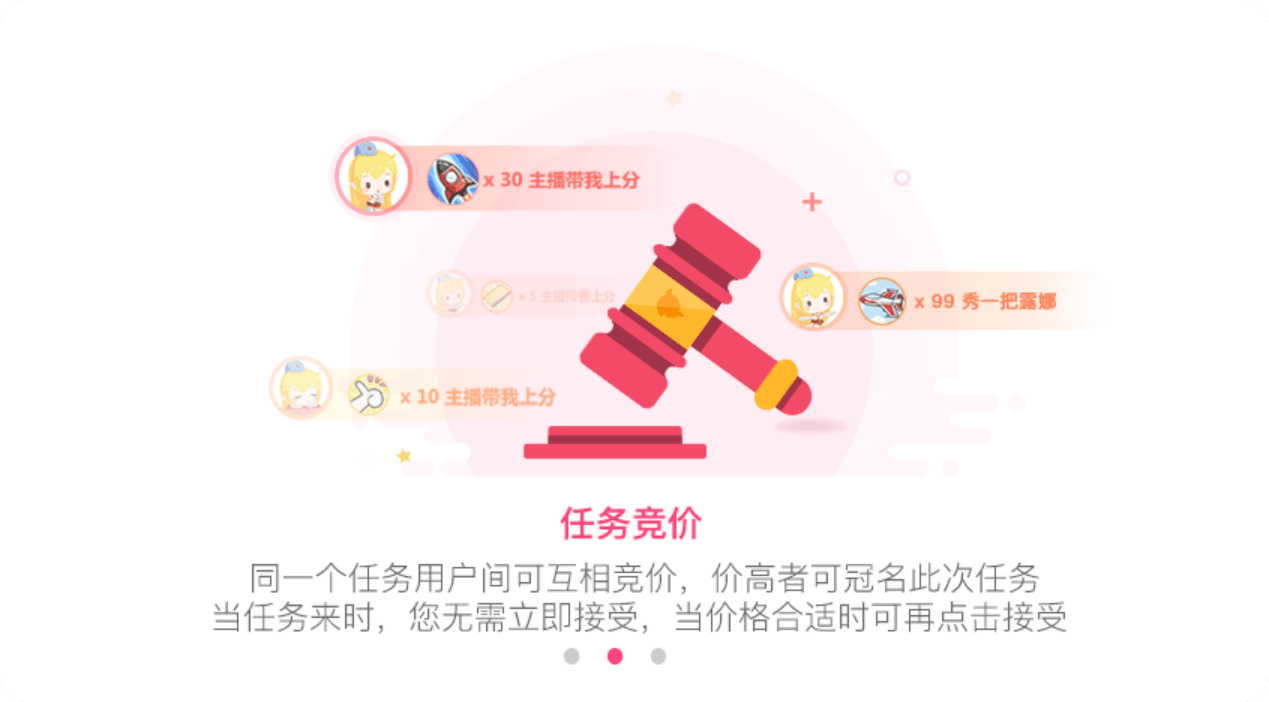 x 30 主播带我上分
x 5 主播带我上分
x 99 秀一把露娜
x 10 主播带我上分
任务竞价
同一个任务用户间可互相竞价，价高者可冠名此次任务
当任务来时，您无需立即接受，当价格合适时可再点击接受